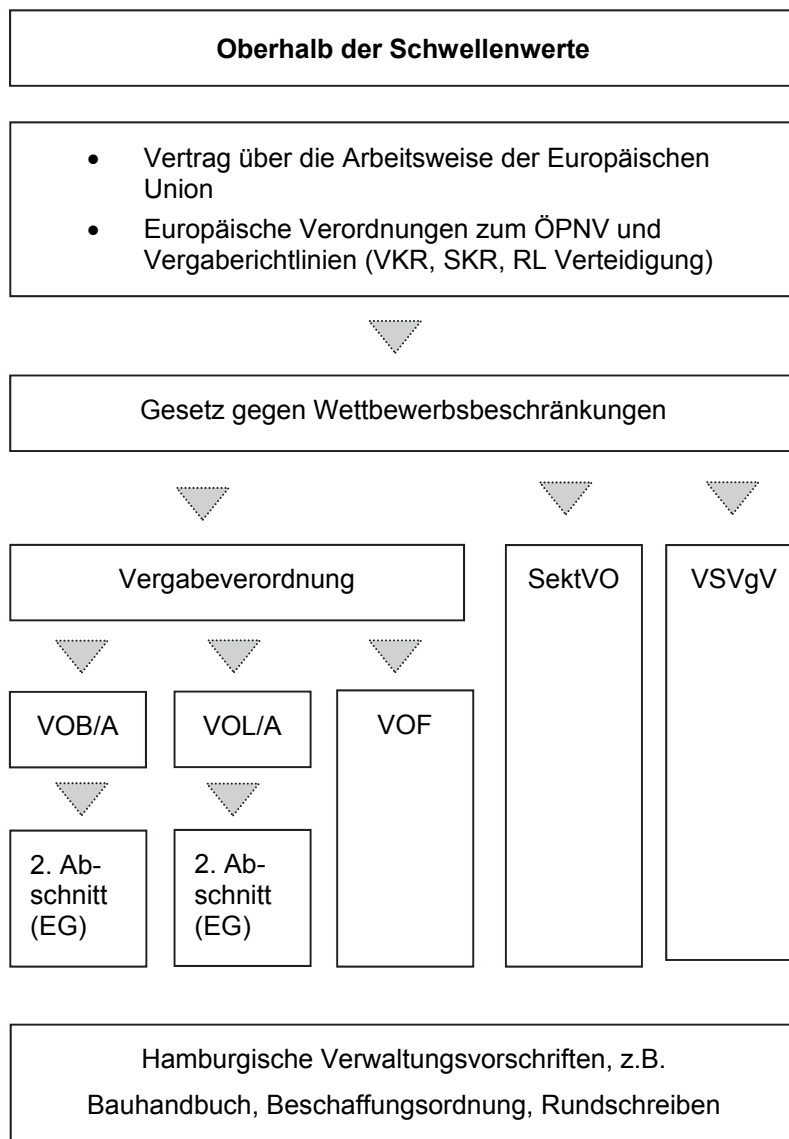 Oberhalb der Schwellenwerte
• Vertrag über die Arbeitsweise der Europäischen
Union
• Europäische Verordnungen zum ÖPNV und
Vergaberichtlinien (VKR, SKR, RL Verteidigung)
Gesetz gegen Wettbewerbsbeschränkungen
Vergabeverordnung
SektVO
VSVgV
VOB/A
VOL/A
VOF
2. Ab-
schnitt
(EG)
2. Ab-
schnitt
(EG)
Hamburgische Verwaltungsvorschriften, z.B.
Bauhandbuch, Beschaffungsordnung, Rundschreiben